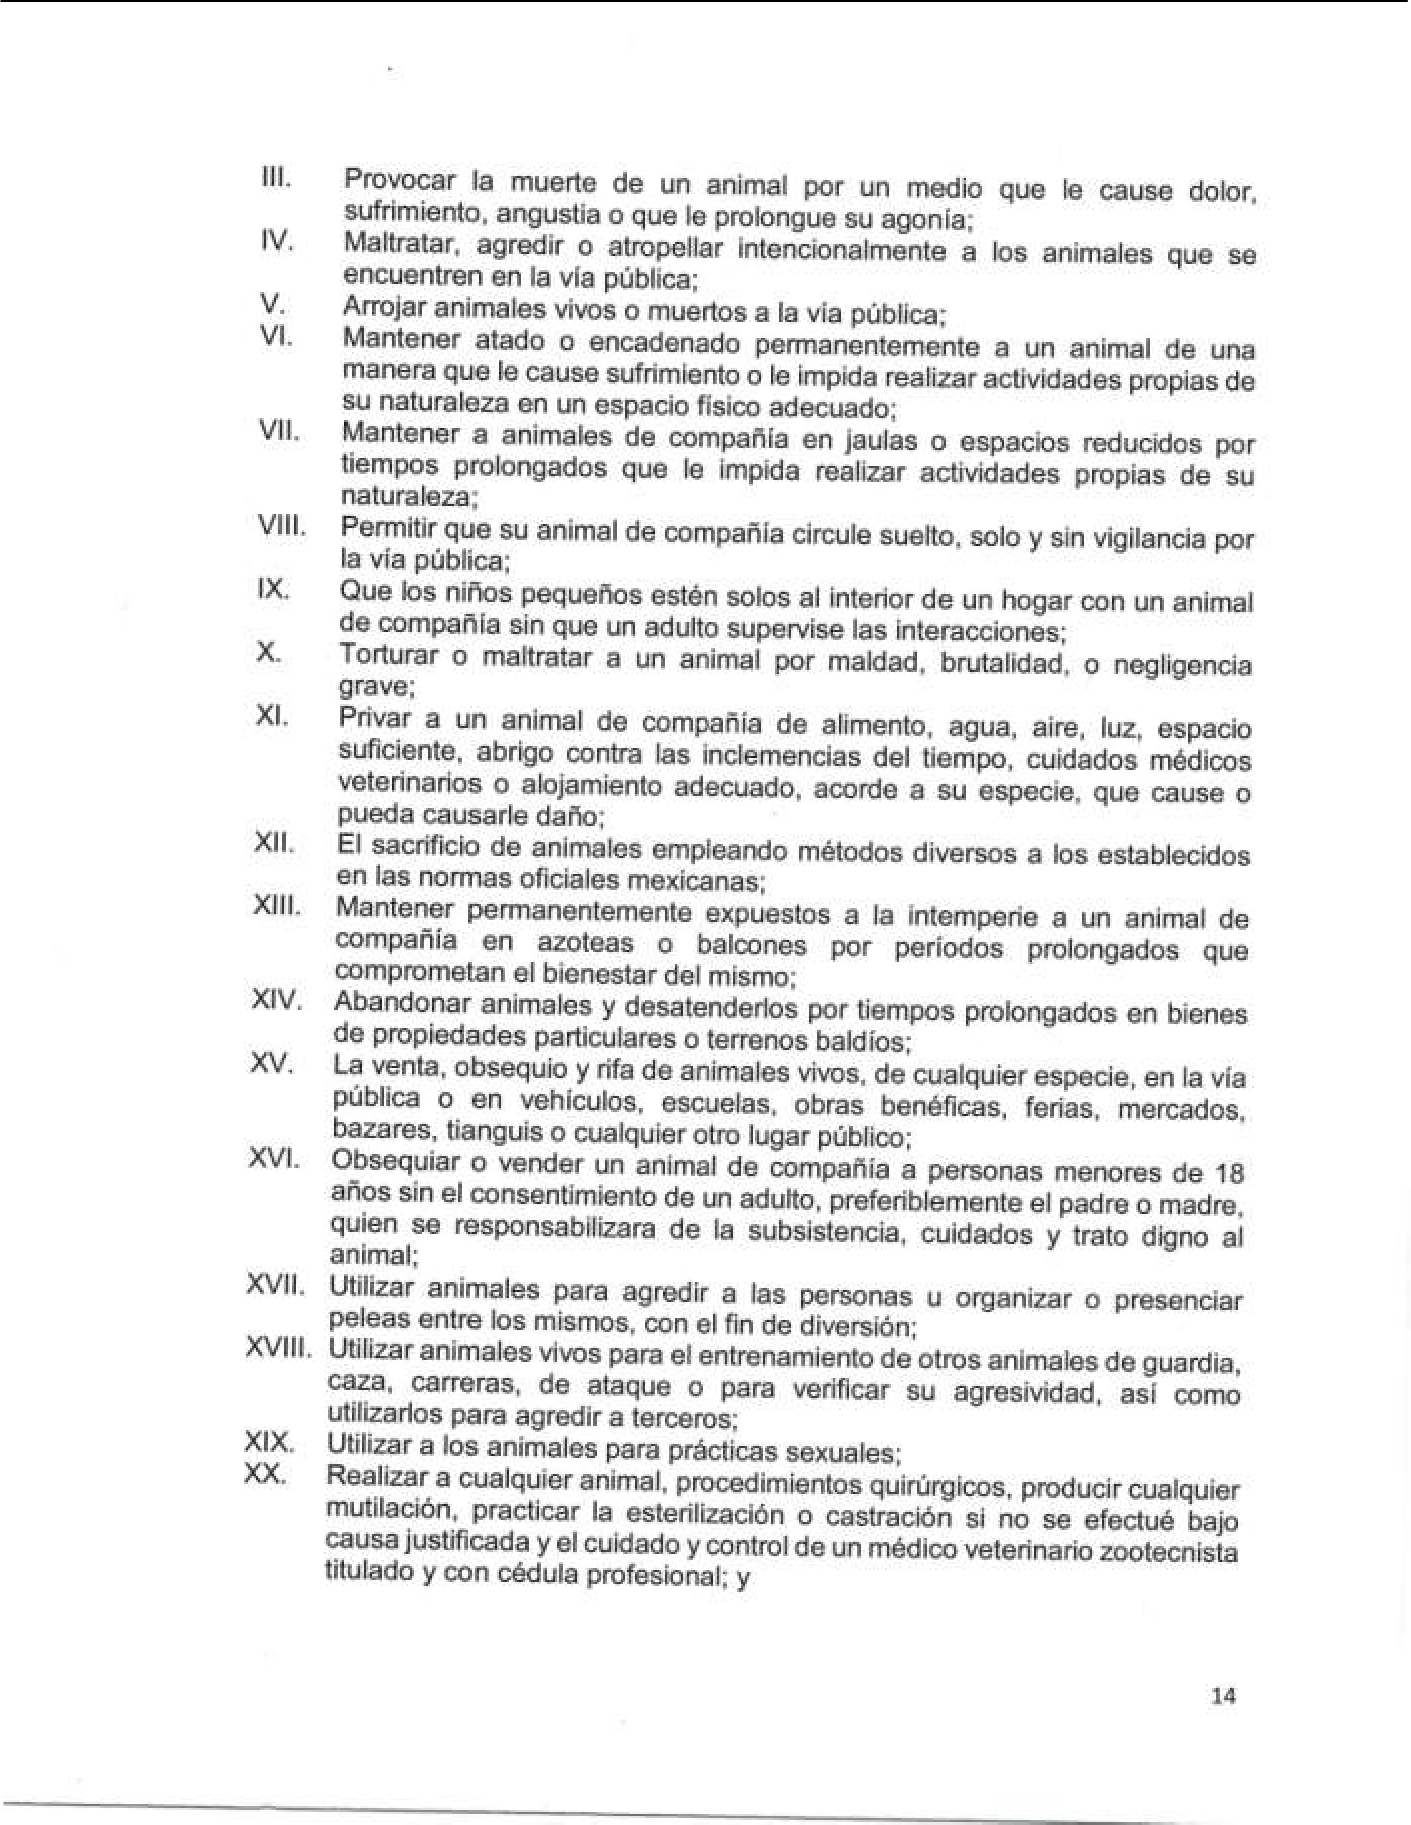 III. Provocar la muerte de un animal por un medio que le cause dolor,
sufrimiento, angustia o que le prolongue su agonía;
IV. Maltratar, agredir o atropellar intencionalmente a los animales que se
encuentren en la vía pública;
V. Arrojar animales vivos o muertos a la vía pública;
VI. Mantener atado o encadenado permanentemente a un animal de una
manera que le cause sufrimiento o le impida realizar actividades propias de
su naturaleza en un espacio físico adecuado;
VII. Mantener a animales de compañía en jaulas o espacios reducidos por
tiempos prolongados que le impida realizar actividades propias de su
naturaleza;
VIII. Permitir que su animal de compañía circule suelto, solo y sin vigilancia por
la vía pública;
IX. Que los niños pequeños estén solos al interior de un hogar con un animal
de compañía sin que un adulto supervise las interacciones;
X. Torturar o maltratar a un animal por maldad, brutalidad, o negligencia
grave;
XI. Privar a un animal de compañía de alimento, agua, aire, luz, espacio
suficiente, abrigo contra las inclemencias del tiempo, cuidados médicos
veterinarios o alojamiento adecuado, acorde a su especie, que cause o
pueda causarle daño;
XII. El sacrificio de animales empleando métodos diversos a los establecidos
en las normas oficiales mexicanas;
XIII. Mantener permanentemente expuestos a la intemperie a un animal de
compañía en azoteas o balcones por períodos prolongados que
comprometan el bienestar del mismo;
XIV. Abandonar animales y desatenderlos por tiempos prolongados en bienes
de propiedades particulares o terrenos baldíos;
XV. La venta, obsequio y rifa de animales vivos, de cualquier especie, en la vía
pública o en vehículos, escuelas, obras benéficas, ferias, mercados,
bazares, tianguis o cualquier otro lugar público;
XVI. Obsequiar o vender un animal de compañía a personas menores de 18
años sin el consentimiento de un adulto, preferiblemente el padre o madre,
quien se responsabilizara de la subsistencia, cuidados y trato digno al
animal;
XVII. Utilizar animales para agredir a las personas u organizar o presenciar
peleas entre los mismos, con el fin de diversión;
XVIII. Utilizar animales vivos para el entrenamiento de otros animales de guardia,
caza, carreras, de ataque o para verificar su agresividad, así como
utilizarlos para agredir a terceros;
XIX. Utilizar a los animales para prácticas sexuales;
XX. Realizar a cualquier animal, procedimientos quirúrgicos, producir cualquier
mutilación, practicar la esterilización o castración si no se efectué bajo
causa justificada y el cuidado y control de un médico veterinario zootecnista
titulado y con cédula profesional; y
14